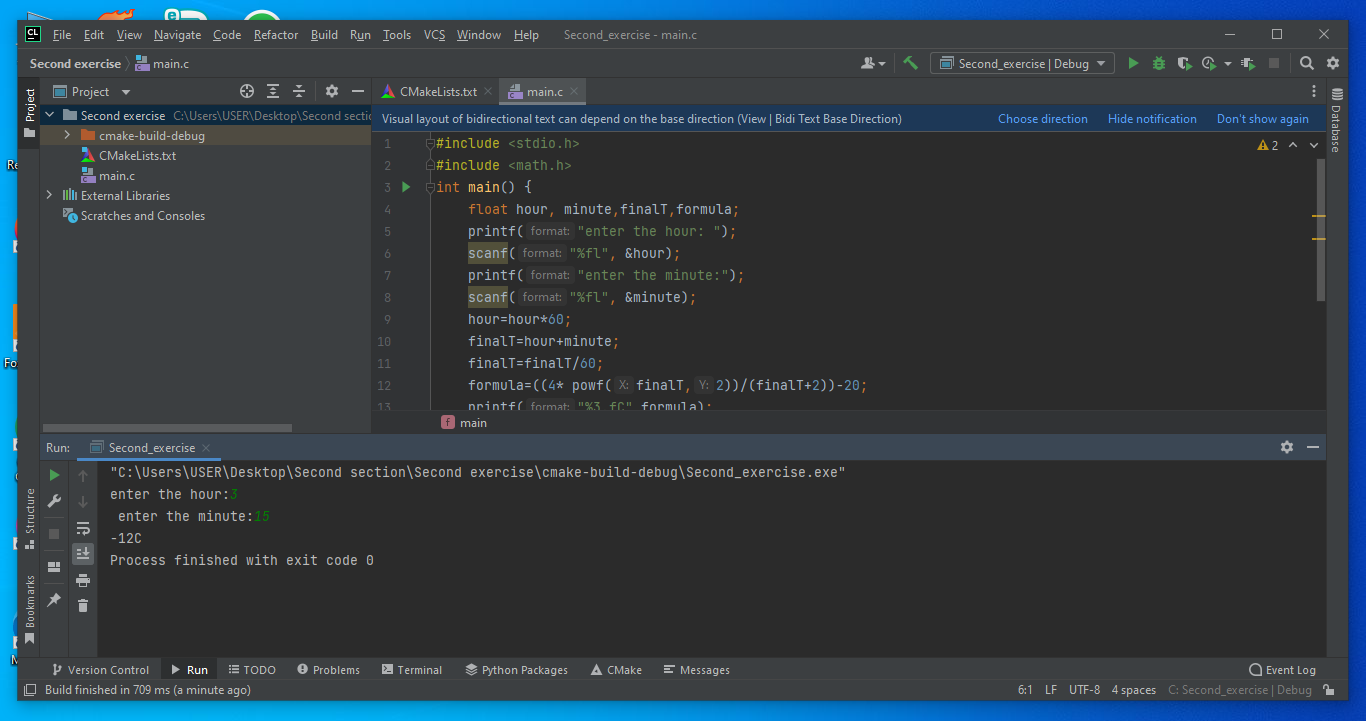 File Edit View Navigate Code Refactor Build Run Tools VCS Window Help Second_exercise - main.c
Second exercise main.c Second_exercise | Debug
Project CMakeLists.txt main.c
Project
Database
Second exercise C:\Users\USER\Desktop\Second secti
cmake-build-debug
CMakeLists.txt
main.c
External Libraries
Scratches and Consoles
Visual layout of bidirectional text can depend on the base direction (View | Bidi Text Base Direction) Choose direction Hide notification Don't show again
2
1 #include <stdio.h>
2 #include <math.h>
3 int main() {
4 float hour, minute,finalT,formula;
5 printf( format: "enter the hour: ");
6 scanf( format: "%fl", &hour);
7 printf( format: "enter the minute:");
8 scanf( format: "%fl", &minute);
9 hour=hour*60;
10 finalT=hour+minute;
11 finalT=finalT/60;
12 formula=((4* powf( X: finalT, Y: 2))/(finalT+2))-20;
13 printf( format: "%3.fC",formula);
main
Run: Second_exercise
"C:\Users\USER\Desktop\Second section\Second exercise\cmake-build-debug\Second_exercise.exe"
enter the hour:3
enter the minute:15
-12C
Process finished with exit code 0
Structure
Bookmarks
Version Control Run TODO Problems Terminal Python Packages CMake Messages Event Log
Build finished in 709 ms (a minute ago) 6:1 LF UTF-8 4 spaces C: Second_exercise | Debug